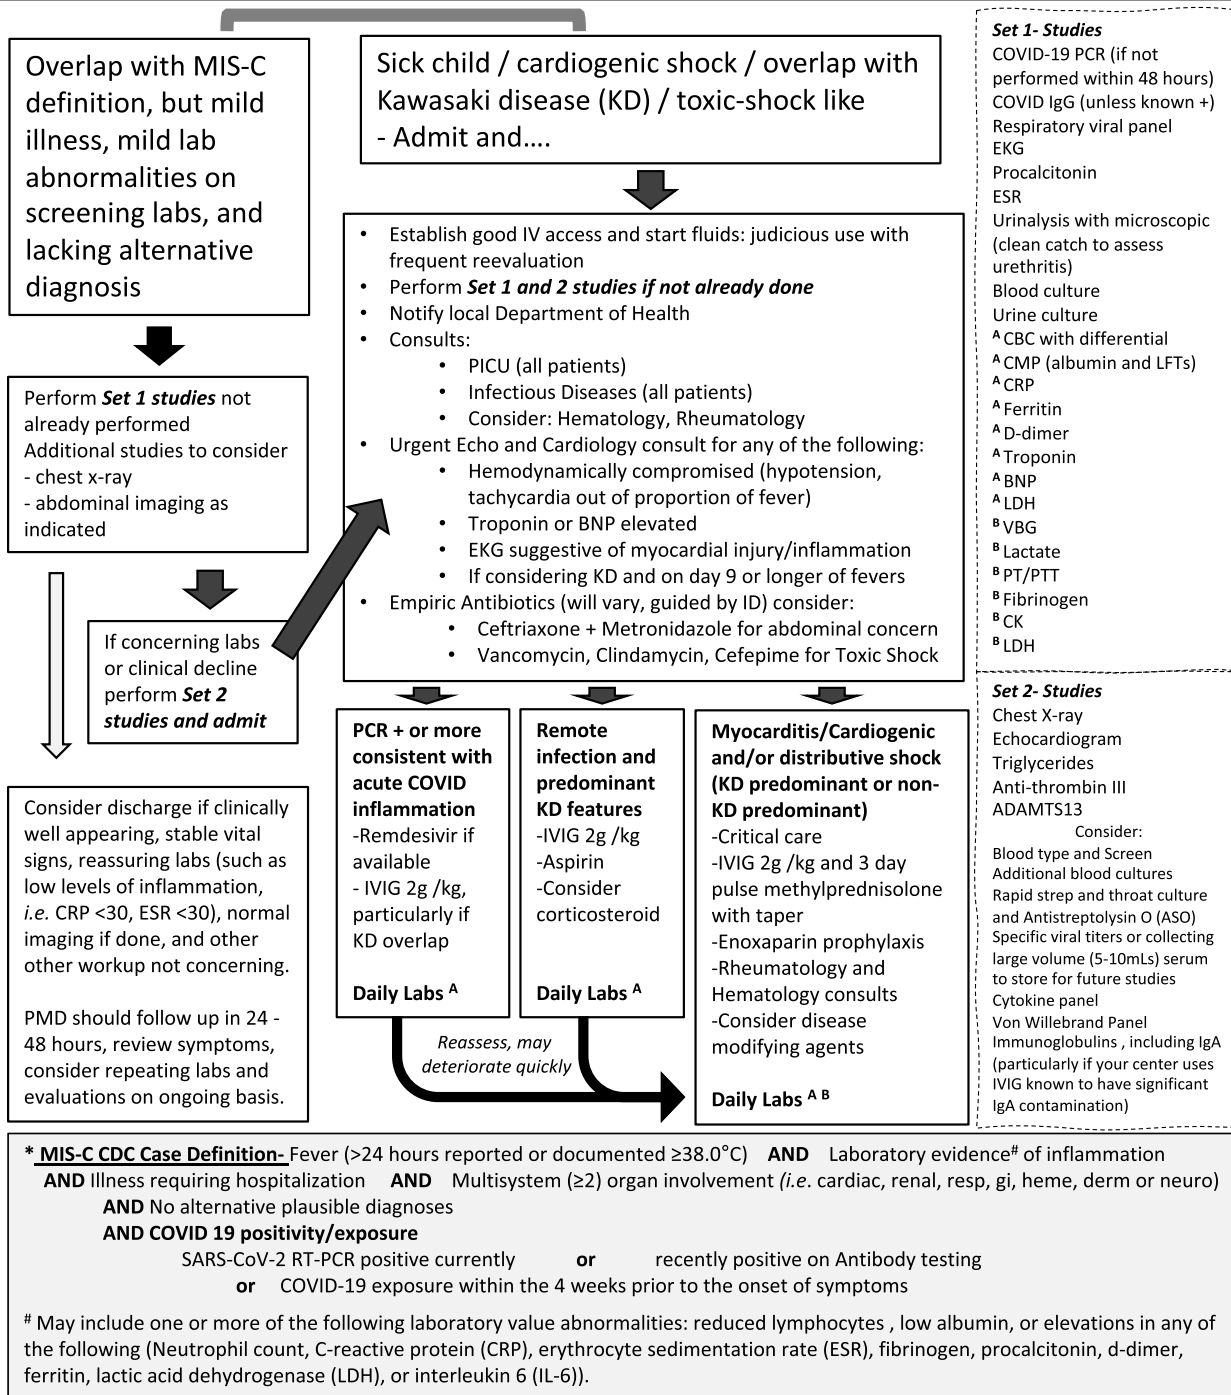 Overlap with MIS-C
definition, but mild
illness, mild lab
abnormalities on
screening labs, and
lacking alternative
diagnosis
Perform Set 1 studies not
already performed
Additional studies to consider
- chest x-ray
- abdominal imaging as
indicated
If concerning labs
or clinical decline
perform Set 2
studies and admit
Consider discharge if clinically
well appearing, stable vital
signs, reassuring labs (such as
low levels of inflammation,
i.e. CRP <30, ESR <30), normal
imaging if done, and other
other workup not concerning.
PMD should follow up in 24 -
48 hours, review symptoms,
consider repeating labs and
evaluations on ongoing basis.
Sick child / cardiogenic shock / overlap with
Kawasaki disease (KD) / toxic-shock like
- Admit and....
• Establish good IV access and start fluids: judicious use with
frequent reevaluation
• Perform Set 1 and 2 studies if not already done
• Notify local Department of Health
• Consults:
• PICU (all patients)
• Infectious Diseases (all patients)
• Consider: Hematology, Rheumatology
• Urgent Echo and Cardiology consult for any of the following:
• Hemodynamically compromised (hypotension,
tachycardia out of proportion of fever)
• Troponin or BNP elevated
• EKG suggestive of myocardial injury/inflammation
• If considering KD and on day 9 or longer of fevers
• Empiric Antibiotics (will vary, guided by ID) consider:
• Ceftriaxone + Metronidazole for abdominal concern
• Vancomycin, Clindamycin, Cefepime for Toxic Shock
PCR + or more
consistent with
acute COVID
inflammation
-Remdesivir if
available
- IVIG 2g /kg,
particularly if
KD overlap
Daily Labs A
Remote
infection and
predominant
KD features
-IVIG 2g /kg
-Aspirin
-Consider
corticosteroid
Daily Labs A
Reassess, may
deteriorate quickly
Myocarditis/Cardiogenic
and/or distributive shock
(KD predominant or non-
KD predominant)
-Critical care
-IVIG 2g /kg and 3 day
pulse methylprednisolone
with taper
-Enoxaparin prophylaxis
-Rheumatology and
Hematology consults
-Consider disease
modifying agents
Daily Labs A B
Set 1- Studies
COVID-19 PCR (if not
performed within 48 hours)
COVID IgG (unless known +)
Respiratory viral panel
EKG
Procalcitonin
ESR
Urinalysis with microscopic
(clean catch to assess
urethritis)
Blood culture
Urine culture
A CBC with differential
A CMP (albumin and LFTs)
A CRP
A Ferritin
A D-dimer
A Troponin
A BNP
A LDH
B VBG
B Lactate
B PT/PTT
B Fibrinogen
B CK
B LDH
Set 2- Studies
Chest X-ray
Echocardiogram
Triglycerides
Anti-thrombin III
ADAMTS13
Consider:
Blood type and Screen
Additional blood cultures
Rapid strep and throat culture
and Antistreptolysin O (ASO)
Specific viral titers or collecting
large volume (5-10mLs) serum
to store for future studies
Cytokine panel
Von Willebrand Panel
Immunoglobulins , including IgA
(particularly if your center uses
IVIG known to have significant
IgA contamination)
* MIS-C CDC Case Definition- Fever (>24 hours reported or documented ≥38.0°C) AND Laboratory evidence# of inflammation
AND Illness requiring hospitalization AND Multisystem (≥2) organ involvement (i.e. cardiac, renal, resp, gi, heme, derm or neuro)
AND No alternative plausible diagnoses
AND COVID 19 positivity/exposure
SARS-CoV-2 RT-PCR positive currently or recently positive on Antibody testing
or COVID-19 exposure within the 4 weeks prior to the onset of symptoms
# May include one or more of the following laboratory value abnormalities: reduced lymphocytes , low albumin, or elevations in any of
the following (Neutrophil count, C-reactive protein (CRP), erythrocyte sedimentation rate (ESR), fibrinogen, procalcitonin, d-dimer,
ferritin, lactic acid dehydrogenase (LDH), or interleukin 6 (IL-6)).